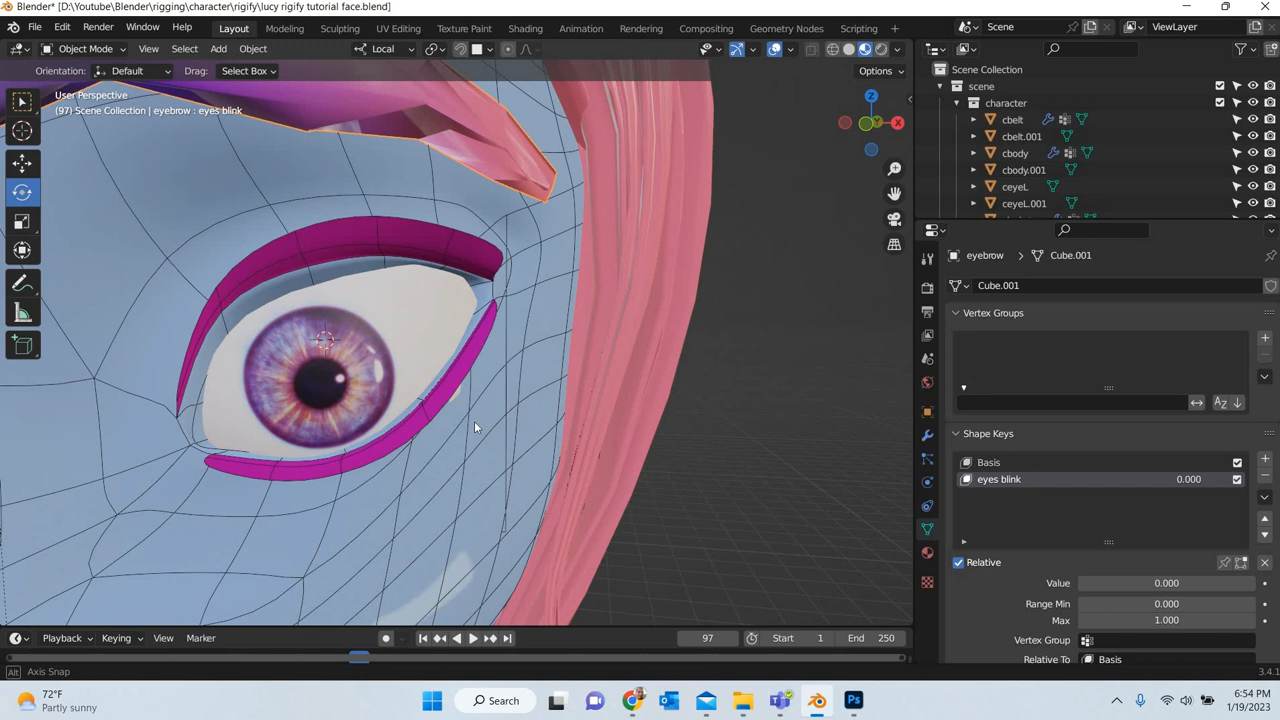 Blender* [D:\Youtube\Blender\rigging\character\rigify\lucy rigify tutorial face.blend]
File Edit Render Window Help Layout Modeling Sculpting UV Editing Texture Paint Shading Animation Rendering Compositing Geometry Nodes Scripting Scene ViewLayer
Object Mode View Select Add Object Local
Orientation: Default Drag: Select Box Options
User Perspective
(97) Scene Collection | eyebrow : eyes blink
Z
Y
X
Scene Collection
scene
character
cbelt
cbelt.001
cbody
cbody.001
ceyeL
ceyeL.001
eyebrow > Cube.001
Cube.001
Vertex Groups
Shape Keys
Basis
eyes blink 0.000
Relative
Value 0.000
Range Min 0.000
Max 1.000
Vertex Group
Relative To Basis
Playback Keying View Marker 97 Start 1 End 250
Alt Axis Snap 3.4.1
72°F
Partly sunny
Search
Ps
6:54 PM
1/19/2023